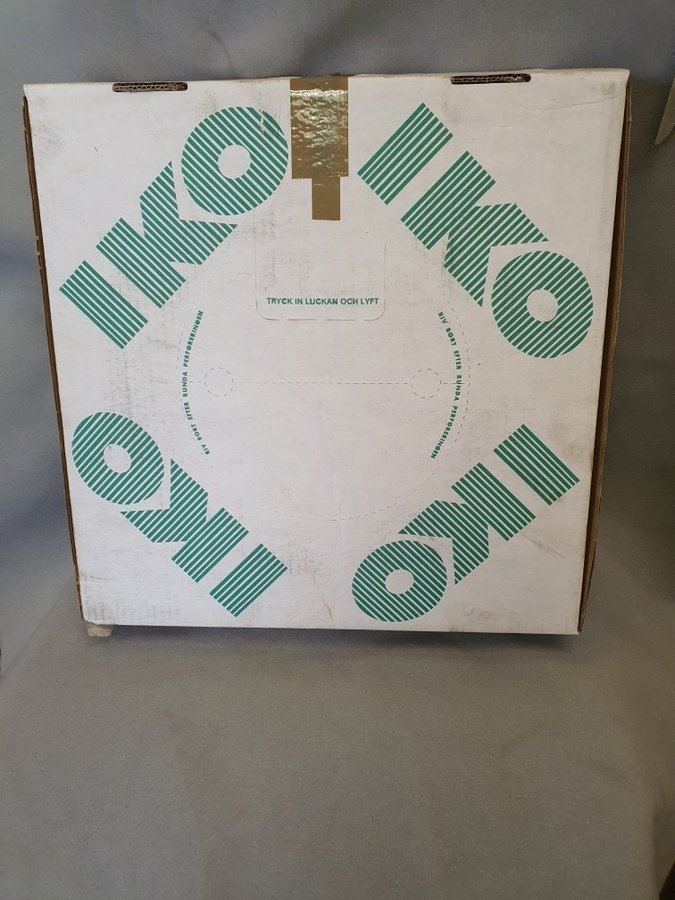 IKO
IKO
TRYCK IN LUCKAN OCH LYFT
RIV BORT EFTER RUNDA PERFORERINGEN
RIV BORT EFTER RUNDA PERFORERINGEN
IKO
IKO